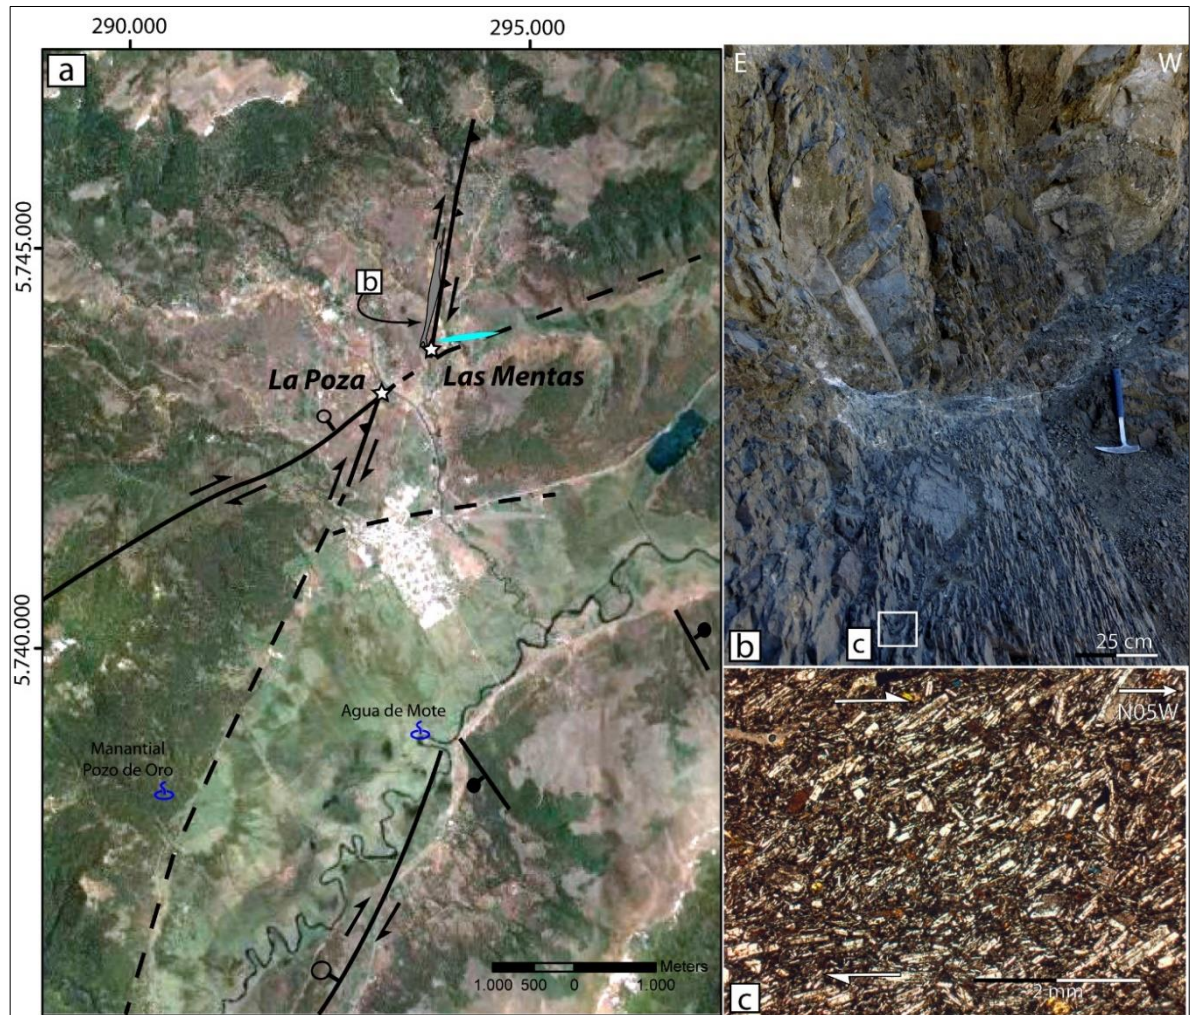 290.000
295.000
a
E
W
5.745.000
b
La Poza
Las Mentas
5.740.000
b
c
25 cm
N05W
Agua de Mote
Manantial
Pozo de Oro
Meters
1.000 500 0 1.000
c
2 mm